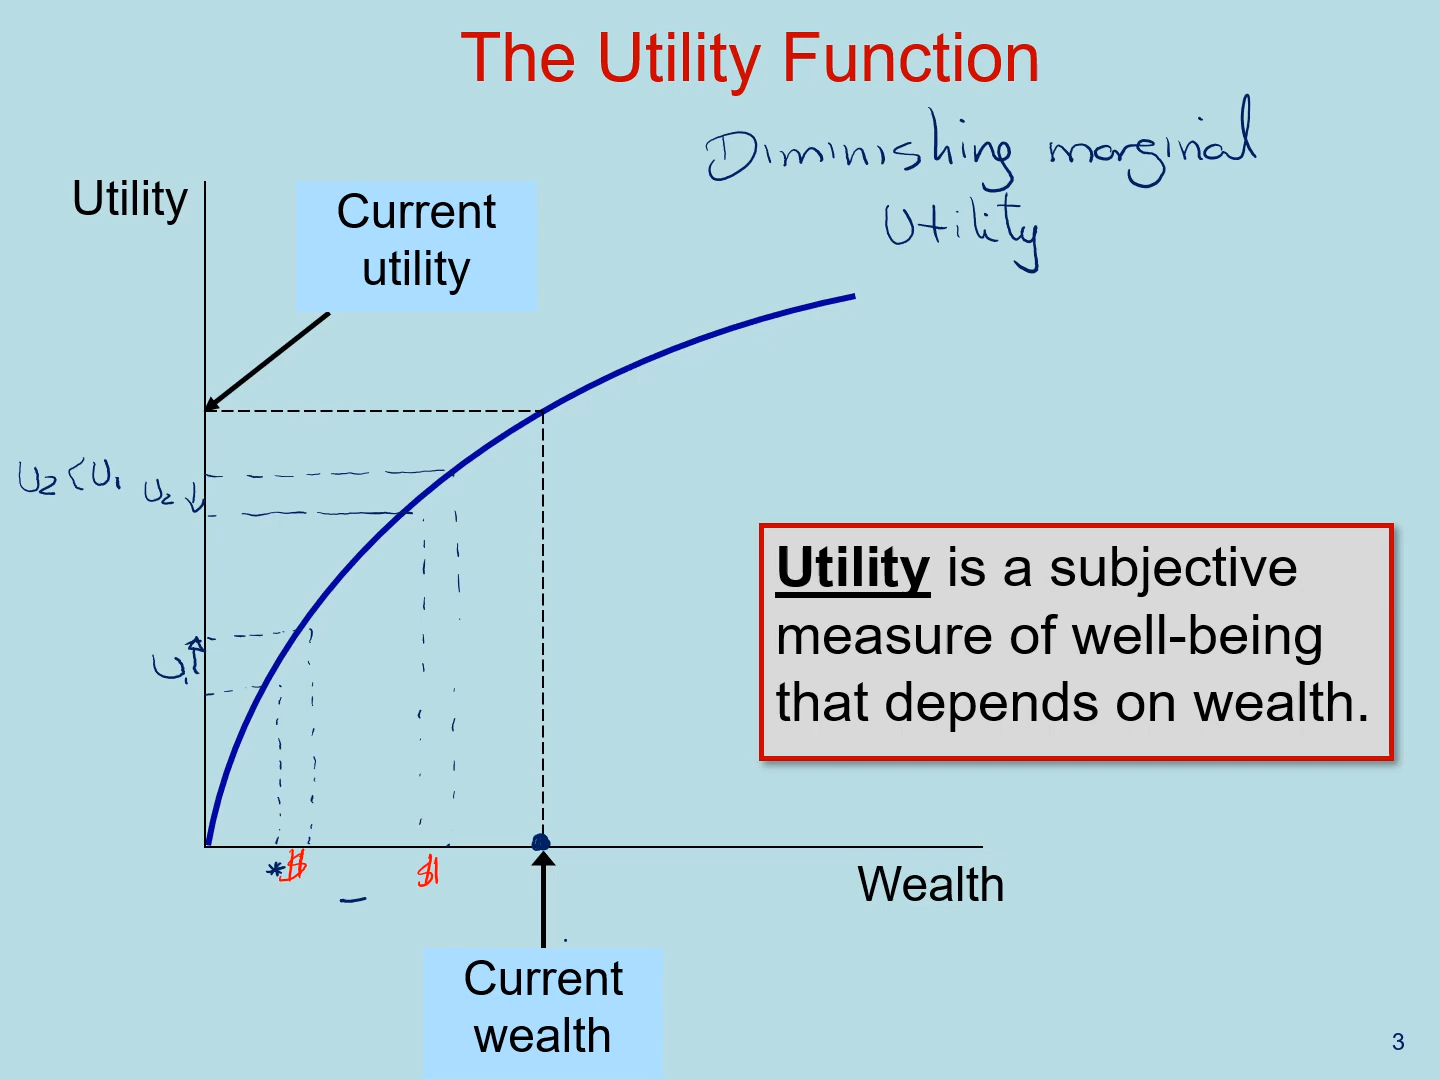 The Utility Function
Diminishing marginal
Utility
Utility
Current
utility
U2 < U1
U2 ↓
U1 ↑
Utility is a subjective
measure of well-being
that depends on wealth.
* $1
$1
Wealth
Current
wealth
3